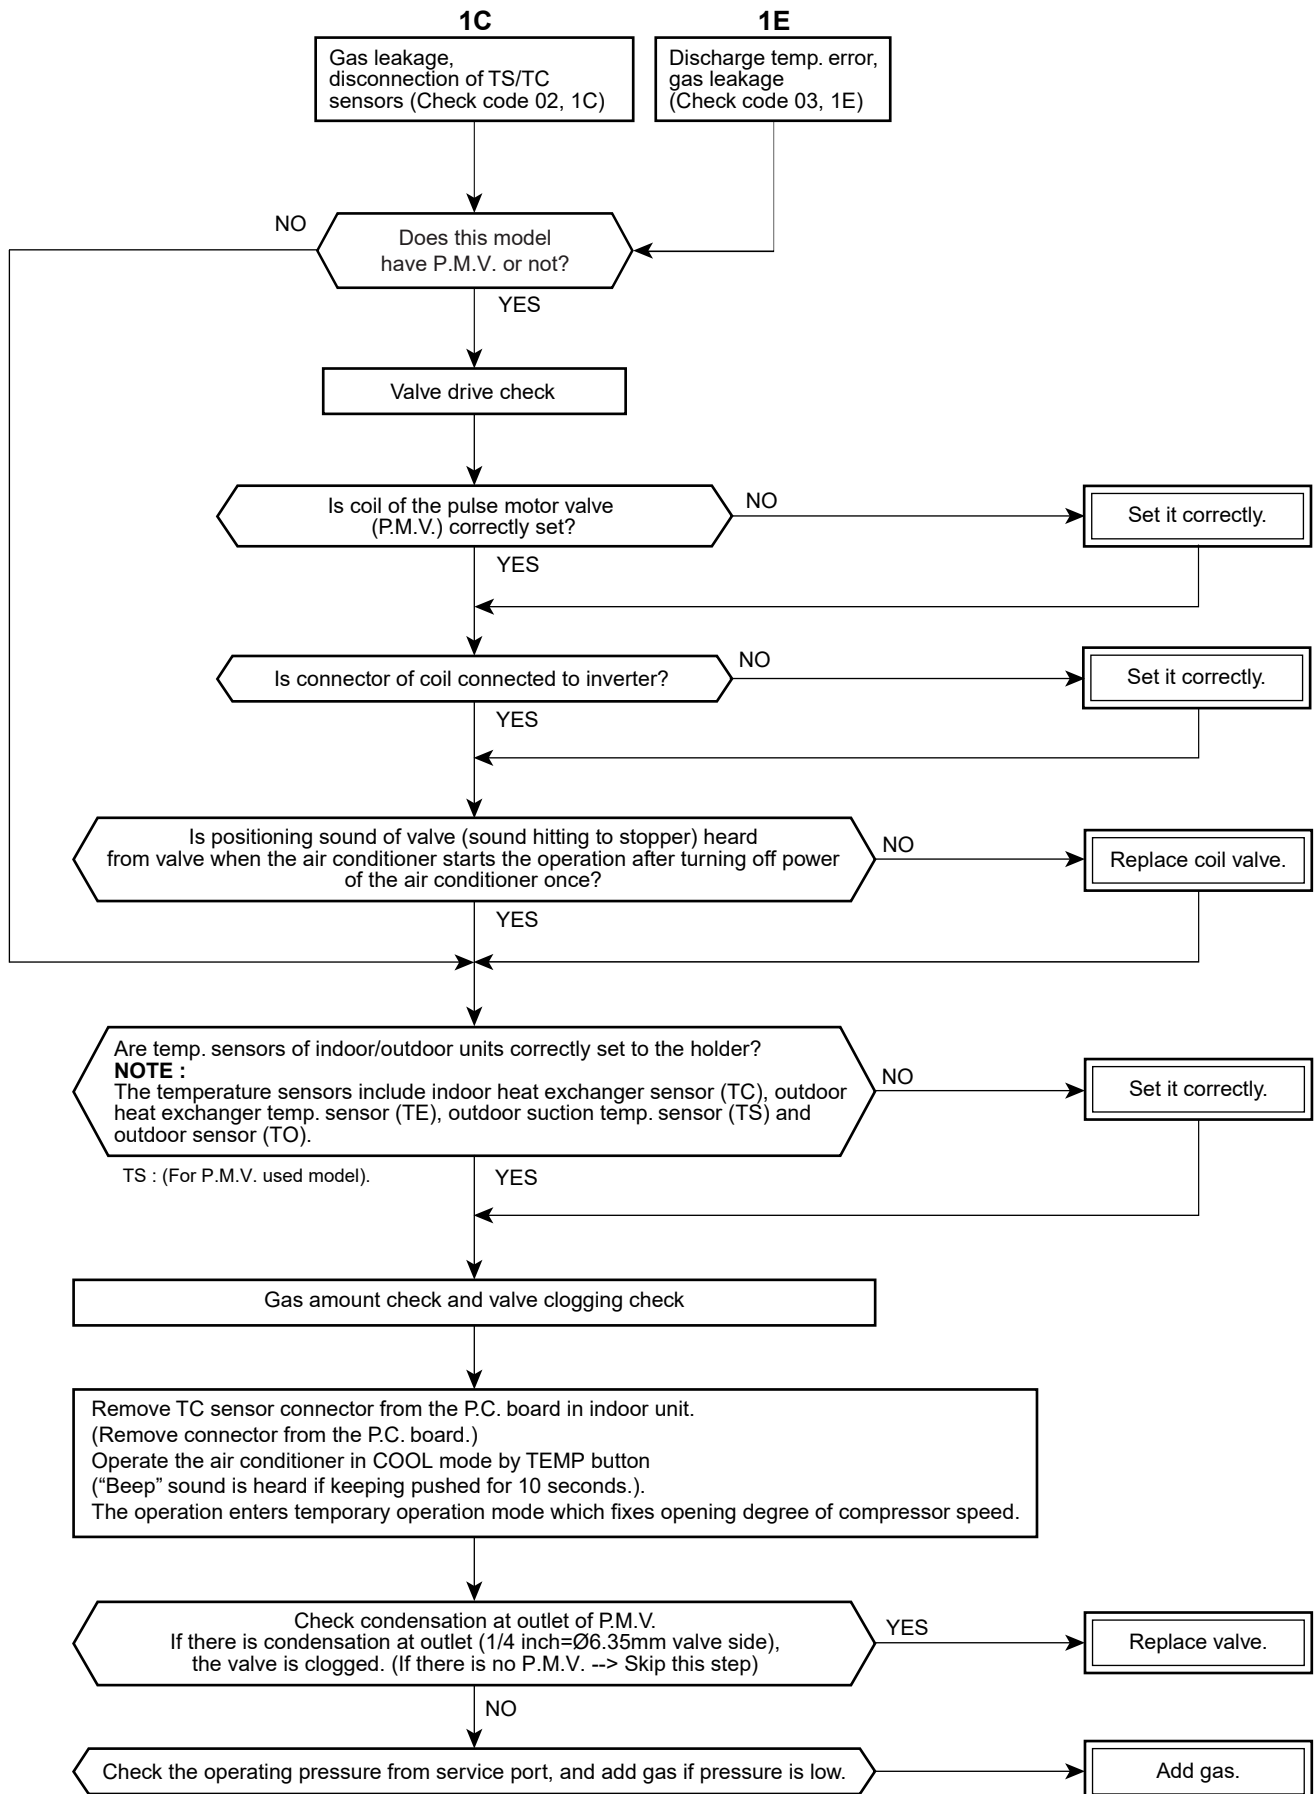 1C
1E
Gas leakage,
disconnection of TS/TC
sensors (Check code 02, 1C)
Discharge temp. error,
gas leakage
(Check code 03, 1E)
NO
Does this model
have P.M.V. or not?
YES
Valve drive check
Is coil of the pulse motor valve
(P.M.V.) correctly set?
NO
Set it correctly.
YES
Is connector of coil connected to inverter?
NO
Set it correctly.
YES
Is positioning sound of valve (sound hitting to stopper) heard
from valve when the air conditioner starts the operation after turning off power
of the air conditioner once?
NO
Replace coil valve.
YES
Are temp. sensors of indoor/outdoor units correctly set to the holder?
NOTE :
The temperature sensors include indoor heat exchanger sensor (TC), outdoor
heat exchanger temp. sensor (TE), outdoor suction temp. sensor (TS) and
outdoor sensor (TO).
NO
Set it correctly.
TS : (For P.M.V. used model).
YES
Gas amount check and valve clogging check
Remove TC sensor connector from the P.C. board in indoor unit.
(Remove connector from the P.C. board.)
Operate the air conditioner in COOL mode by TEMP button
(“Beep” sound is heard if keeping pushed for 10 seconds.).
The operation enters temporary operation mode which fixes opening degree of compressor speed.
Check condensation at outlet of P.M.V.
If there is condensation at outlet (1/4 inch=Ø6.35mm valve side),
the valve is clogged. (If there is no P.M.V. --> Skip this step)
YES
Replace valve.
NO
Check the operating pressure from service port, and add gas if pressure is low.
Add gas.